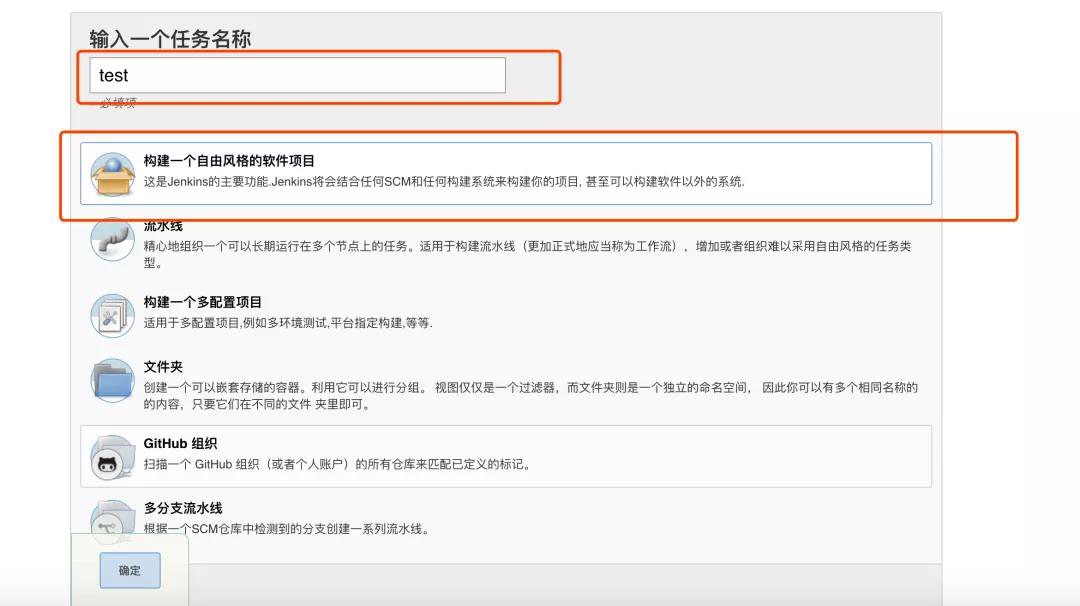 输入一个任务名称
test
» 必填项
构建一个自由风格的软件项目
这是Jenkins的主要功能.Jenkins将会结合任何SCM和任何构建系统来构建你的项目, 甚至可以构建软件以外的系统.
流水线
精心地组织一个可以长期运行在多个节点上的任务。适用于构建流水线（更加正式地应当称为工作流），增加或者组织难以采用自由风格的任务类
型。
构建一个多配置项目
适用于多配置项目,例如多环境测试,平台指定构建,等等.
文件夹
创建一个可以嵌套存储的容器。利用它可以进行分组。 视图仅仅是一个过滤器，而文件夹则是一个独立的命名空间， 因此你可以有多个相同名称的
的内容，只要它们在不同的文件 夹里即可。
GitHub 组织
扫描一个 GitHub 组织（或者个人账户）的所有仓库来匹配已定义的标记。
多分支流水线
根据一个SCM仓库中检测到的分支创建一系列流水线。
确定